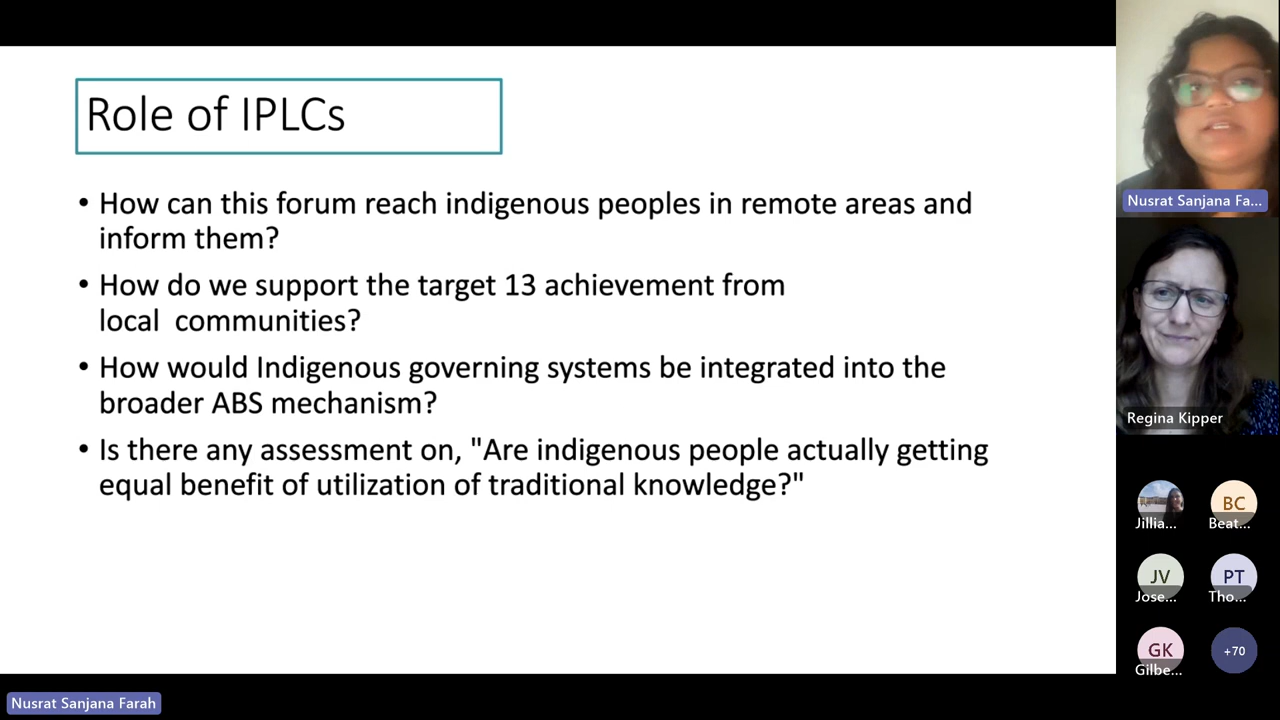 Role of IPLCs
• How can this forum reach indigenous peoples in remote areas and
inform them?
• How do we support the target 13 achievement from
local  communities?
• How would Indigenous governing systems be integrated into the
broader ABS mechanism?
• Is there any assessment on, "Are indigenous people actually getting
equal benefit of utilization of traditional knowledge?"
Nusrat Sanjana Fa...
Regina Kipper
Jillia...
BC
Beat...
JV
Jose...
PT
Tho...
GK
Gilbe...
+70
Nusrat Sanjana Farah